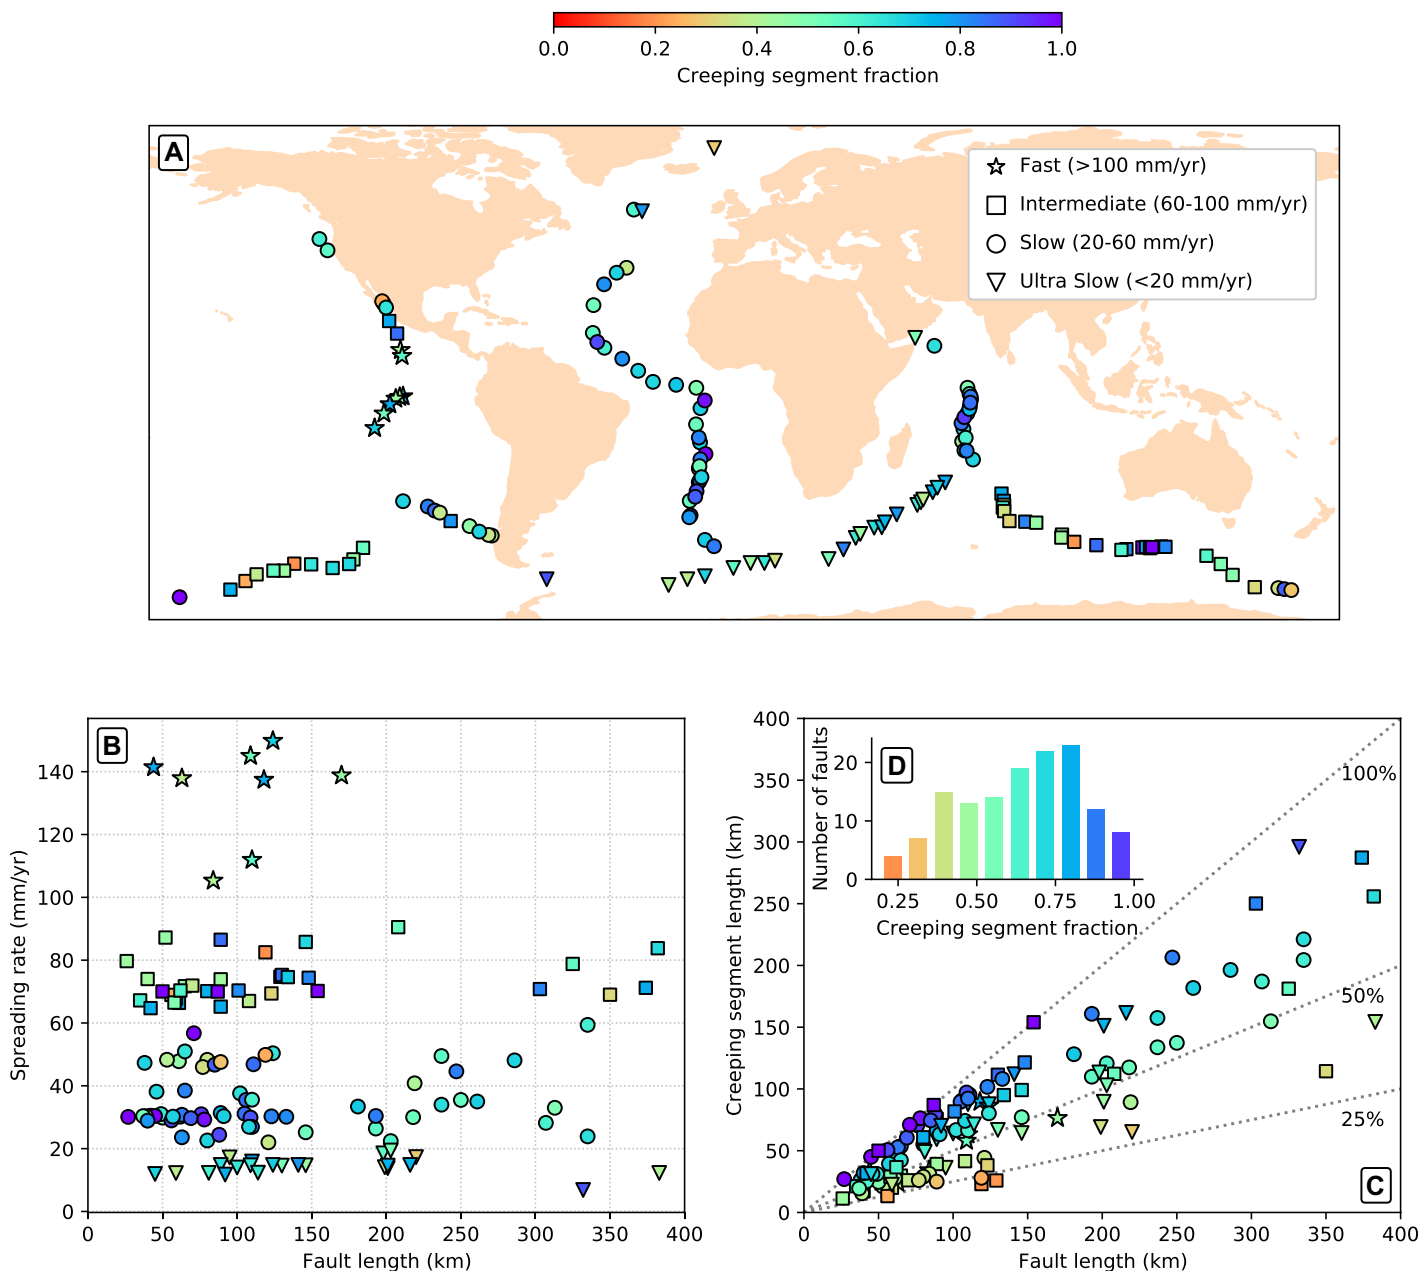 0.0 0.2 0.4 0.6 0.8 1.0
Creeping segment fraction
A
Fast (>100 mm/yr)
Intermediate (60-100 mm/yr)
Slow (20-60 mm/yr)
Ultra Slow (<20 mm/yr)
B
140
120
100
80
60
40
20
0
Spreading rate (mm/yr)
0 50 100 150 200 250 300 350 400
Fault length (km)
400
350
300
250
200
150
100
50
0
Creeping segment length (km)
100%
50%
25%
C
0 50 100 150 200 250 300 350 400
Fault length (km)
D
20
10
0
Number of faults
0.25 0.50 0.75 1.00
Creeping segment fraction